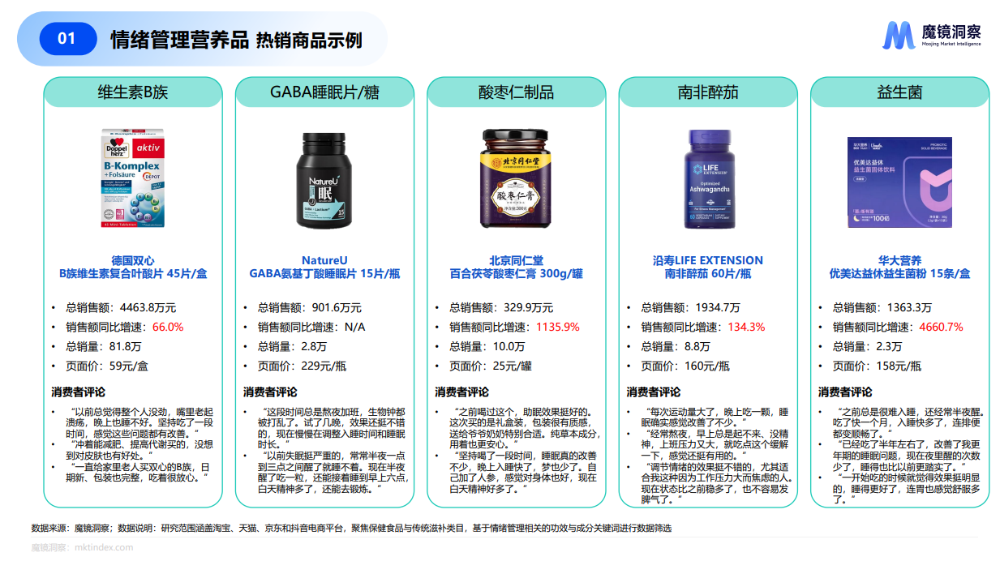 01
情绪管理营养品 热销商品示例
魔镜洞察
Moojing Market Intelligence
维生素B族
Doppel herz
aktiv
B-Komplex
+ Folsäure
DEPOT
45 Mini-Tabletten
德国双心
B族维生素复合叶酸片 45片/盒
• 总销售额：4463.8万元
• 销售额同比增速：66.0%
• 总销量：81.8万
• 页面价：59元/盒
消费者评论
• “以前总觉得整个人没劲，嘴里老起
溃疡，晚上也睡不好。坚持吃了一段
时间，感觉这些问题都有改善。”
• “冲着能减肥、提高代谢买的，没想
到对皮肤也有好处。”
• “一直给家里老人买双心的B族，日
期新、包装也完整，吃着很放心。”
GABA睡眠片/糖
NatureU
眠
GABA + Lactium
15
NatureU
GABA氨基丁酸睡眠片 15片/瓶
• 总销售额：901.6万元
• 销售额同比增速：N/A
• 总销量：2.8万
• 页面价：229元/瓶
消费者评论
• “这段时间总是熬夜加班，生物钟都
被打乱了。试了几晚，效果还挺不错
的，现在慢慢在调整入睡时间和睡眠
时长。”
• “以前失眠挺严重的，常常半夜一点
到三点之间醒了就睡不着。现在半夜
醒了吃一粒，还能接着睡到早上六点，
白天精神多了，还能去锻炼。”
酸枣仁制品
北京同仁堂
酸枣仁膏
净含量:300克
北京同仁堂
百合茯苓酸枣仁膏 300g/罐
• 总销售额：329.9万元
• 销售额同比增速：1135.9%
• 总销量：10.0万
• 页面价：25元/罐
消费者评论
• “之前喝过这个，助眠效果挺好的。
这次买的是礼盒装，包装很有质感，
送给爷爷奶奶特别合适。纯草本成分，
用着也更安心。”
• “坚持喝了一段时间，睡眠真的改善
不少，晚上入睡快了，梦也少了。自
己加了人参，感觉对身体也好，现在
白天精神好多了。”
南非醉茄
LIFE
EXTENSION
Optimized
Ashwagandha
For Stress Management
60
沿寿LIFE EXTENSION
南非醉茄 60片/瓶
• 总销售额：1934.7万
• 销售额同比增速：134.3%
• 总销量：8.8万
• 页面价：160元/瓶
消费者评论
• “每次运动量大了，晚上吃一颗，睡
眠确实感觉改善了不少。”
• “经常熬夜，早上总是起不来、没精
神，上班压力又大，就吃点这个缓解
一下，感觉还挺有用的。”
• “调节情绪的效果挺不错的，尤其适
合我这种因为工作压力大而焦虑的人。
现在状态比之前稳多了，也不容易发
脾气了。”
益生菌
华大营养
PROBIOTIC
SOLID BEVERAGE
优美达益休
益生菌固体饮料
100亿
华大营养
优美达益休益生菌粉 15条/盒
• 总销售额：1363.3万
• 销售额同比增速：4660.7%
• 总销量：2.3万
• 页面价：158元/瓶
消费者评论
• “之前总是很难入睡，还经常半夜醒。
吃了快一个月，入睡快多了，连排便
都变顺畅了。”
• “已经吃了半年左右了，改善了我更
年期的睡眠问题，现在夜里醒的次数
少了，睡得也比以前更踏实了。”
• “一开始吃的时候就觉得效果挺明显
的，睡得更好了，连胃也感觉舒服多
了。”
数据来源：魔镜洞察；数据说明：研究范围涵盖淘宝、天猫、京东和抖音电商平台，聚焦保健食品与传统滋补类目，基于情绪管理相关的功效与成分关键词进行数据筛选
魔镜洞察：mktindex.com